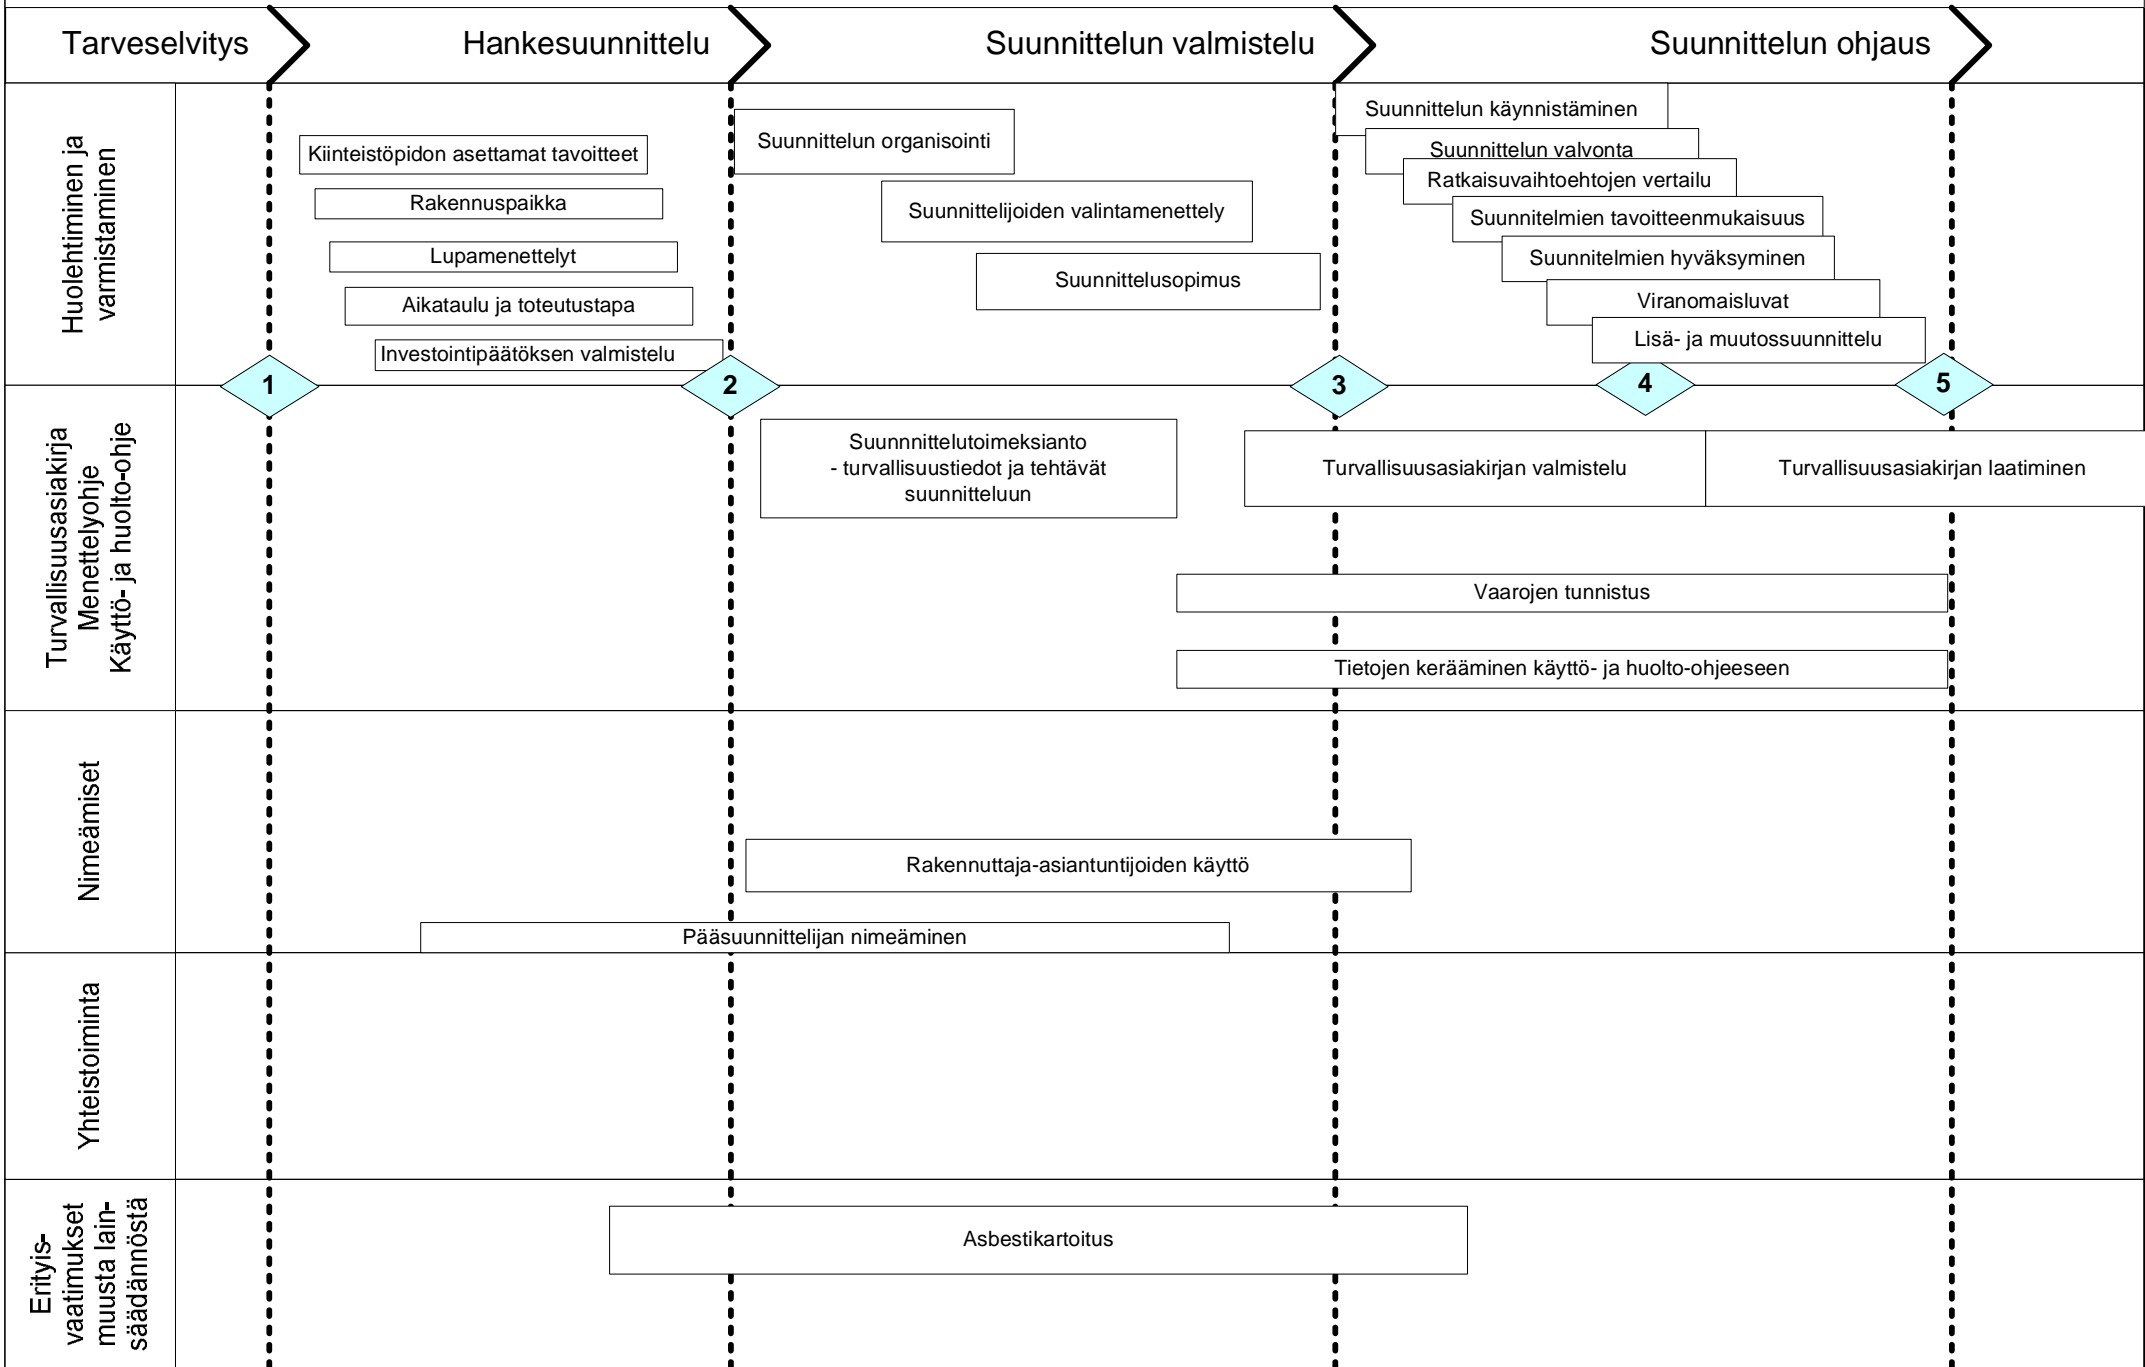 Tarveselvitys
Hankesuunnittelu
Suunnittelun valmistelu
Suunnittelun ohjaus
Huolehtiminen ja
varmistaminen
Kiinteistöpidon asettamat tavoitteet
Rakennuspaikka
Lupamenettelyt
Aikataulu ja toteutustapa
Investointipäätöksen valmistelu
Suunnittelun organisointi
Suunnittelijoiden valintamenettely
Suunnittelusopimus
Suunnittelun käynnistäminen
Suunnittelun valvonta
Ratkaisuvaihtoehtojen vertailu
Suunnitelmien tavoitteenmukaisuus
Suunnitelmien hyväksyminen
Viranomaisluvat
Lisä- ja muutossuunnittelu
1
2
3
4
5
Turvallisuusasiakirja
Menettelyohje
Käyttö- ja huolto-ohje
Suunnnittelutoimeksianto
- turvallisuustiedot ja tehtävät
suunnitteluun
Turvallisuusasiakirjan valmistelu
Turvallisuusasiakirjan laatiminen
Vaarojen tunnistus
Tietojen kerääminen käyttö- ja huolto-ohjeeseen
Nimeämiset
Rakennuttaja-asiantuntijoiden käyttö
Pääsuunnittelijan nimeäminen
Yhteistoiminta
Erityis-
vaatimukset
muusta lain-
säädännöstä
Asbestikartoitus